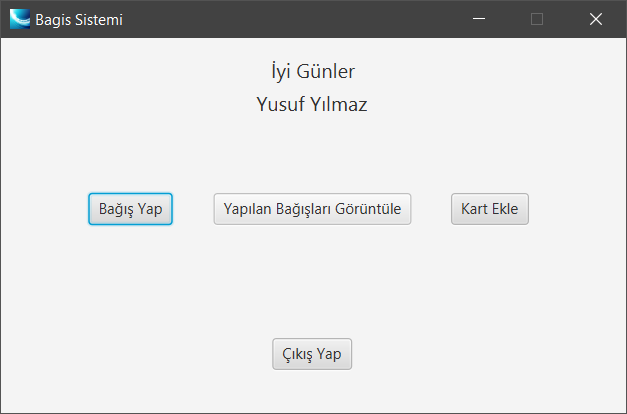 Bagis Sistemi
İyi Günler
Yusuf Yılmaz
Bağış Yap
Yapılan Bağışları Görüntüle
Kart Ekle
Çıkış Yap